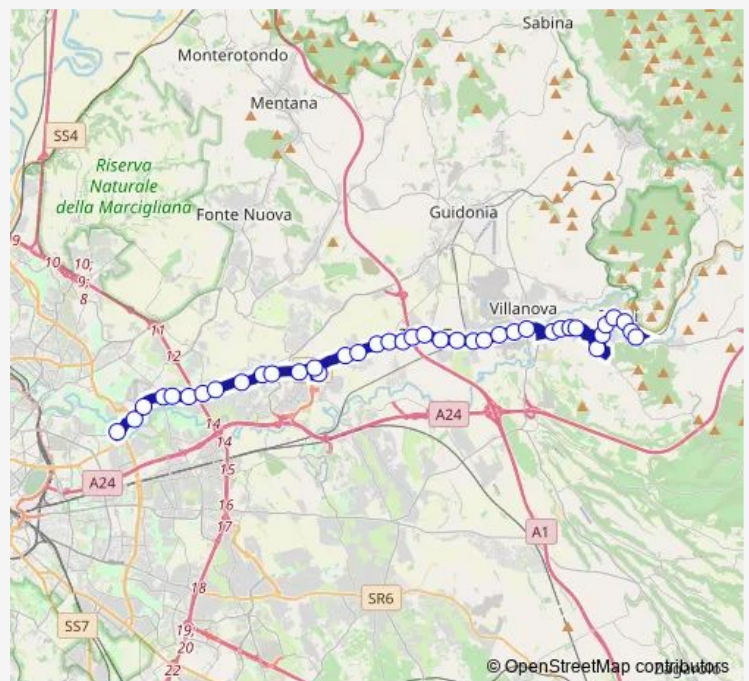 Sabina
Monterotondo
Mentana
SS4
Riserva
Naturale
della Marcigliana
Fonte Nuova
Guidonia
9
10
10;
9;
8
11
12
Villanova
14
14
A24
A24
15
16
17
A1
18
SR6
19,
20
SS7
22
© OpenStreetMap contributors